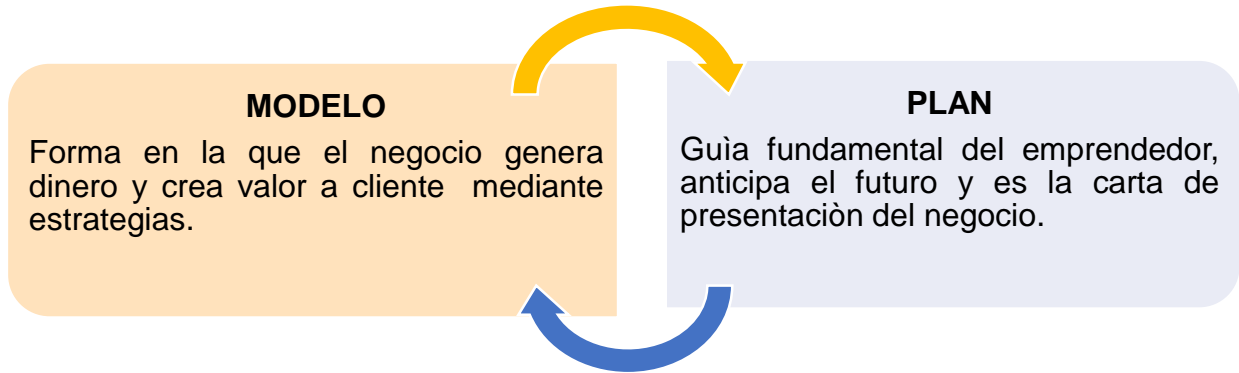 MODELO
Forma en la que el negocio genera
dinero y crea valor a cliente mediante
estrategias.
PLAN
Guìa fundamental del emprendedor,
anticipa el futuro y es la carta de
presentaciòn del negocio.